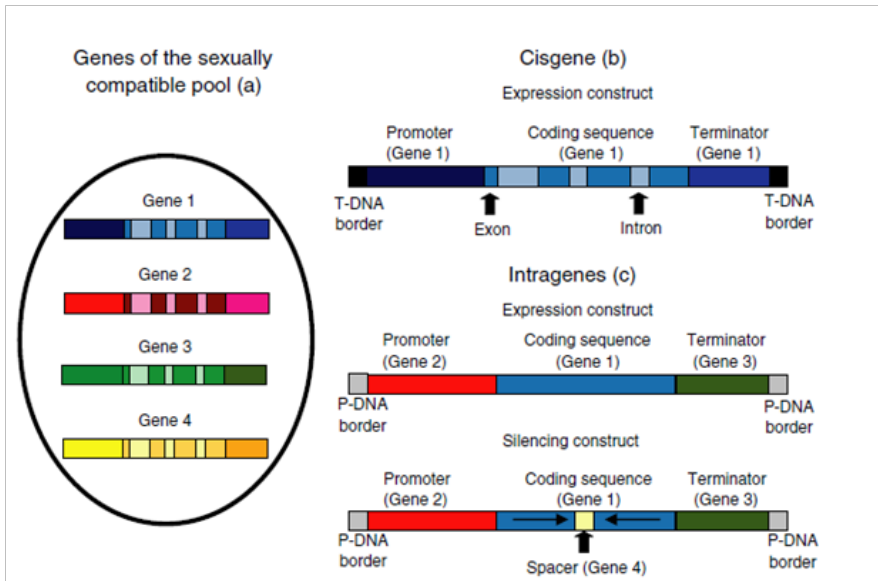 Genes of the sexually
compatible pool (a)
Gene 1
Gene 2
Gene 3
Gene 4
Cisgene (b)
Expression construct
Promoter
(Gene 1)
Coding sequence
(Gene 1)
Terminator
(Gene 1)
T-DNA
border
Exon
Intron
T-DNA
border
Intragenes (c)
Expression construct
Promoter
(Gene 2)
Coding sequence
(Gene 1)
Terminator
(Gene 3)
P-DNA
border
P-DNA
border
Silencing construct
Promoter
(Gene 2)
Coding sequence
(Gene 1)
Terminator
(Gene 3)
P-DNA
border
Spacer (Gene 4)
P-DNA
border